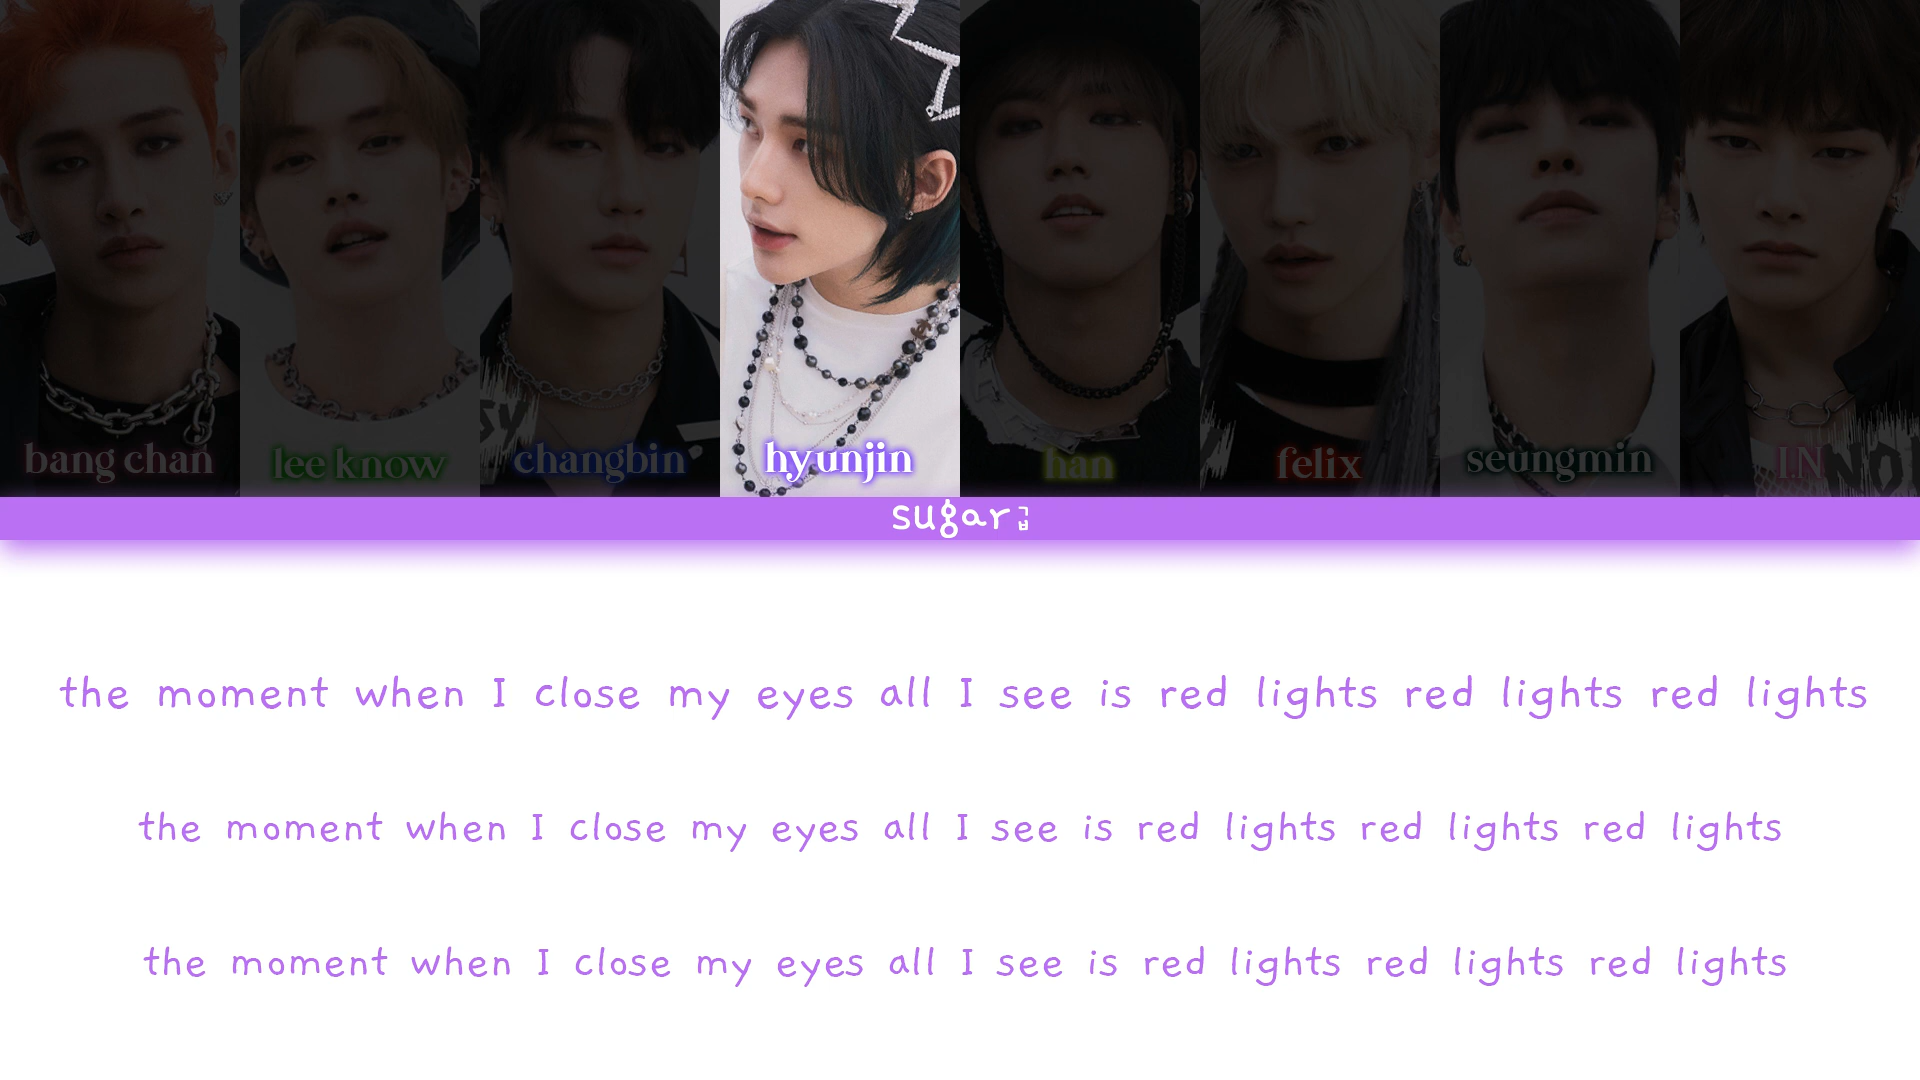 bang chan
lee know
changbin
hyunjin
han
felix
seungmin
I.N
sugar
the moment when I close my eyes all I see is red lights red lights red lights
the moment when I close my eyes all I see is red lights red lights red lights
the moment when I close my eyes all I see is red lights red lights red lights